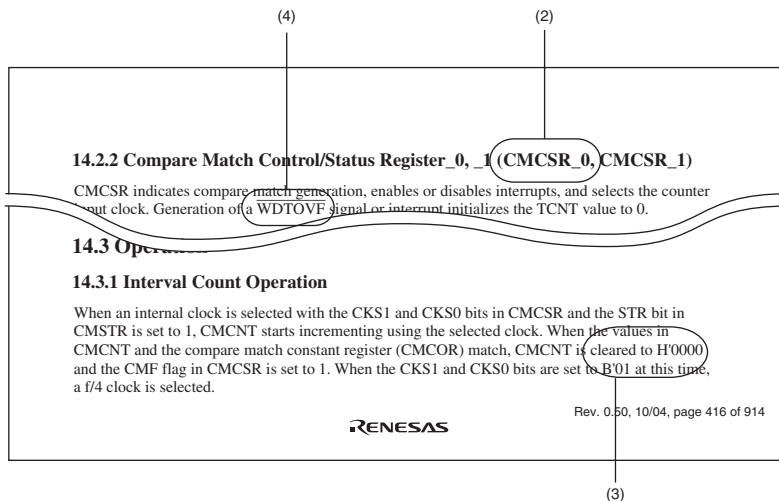 (4) (2)
14.2.2 Compare Match Control/Status Register_0, _1 (CMCSR_0, CMCSR_1)
CMCSR indicates compare match generation, enables or disables interrupts, and selects the counter
input clock. Generation of a WDTOVF signal or interrupt initializes the TCNT value to 0.
14.3 Operation
14.3.1 Interval Count Operation
When an internal clock is selected with the CKS1 and CKS0 bits in CMCSR and the STR bit in
CMSTR is set to 1, CMCNT starts incrementing using the selected clock. When the values in
CMCNT and the compare match constant register (CMCOR) match, CMCNT is cleared to H'0000
and the CMF flag in CMCSR is set to 1. When the CKS1 and CKS0 bits are set to B'01 at this time,
a f/4 clock is selected.
Rev. 0.50, 10/04, page 416 of 914
RENESAS
(3)